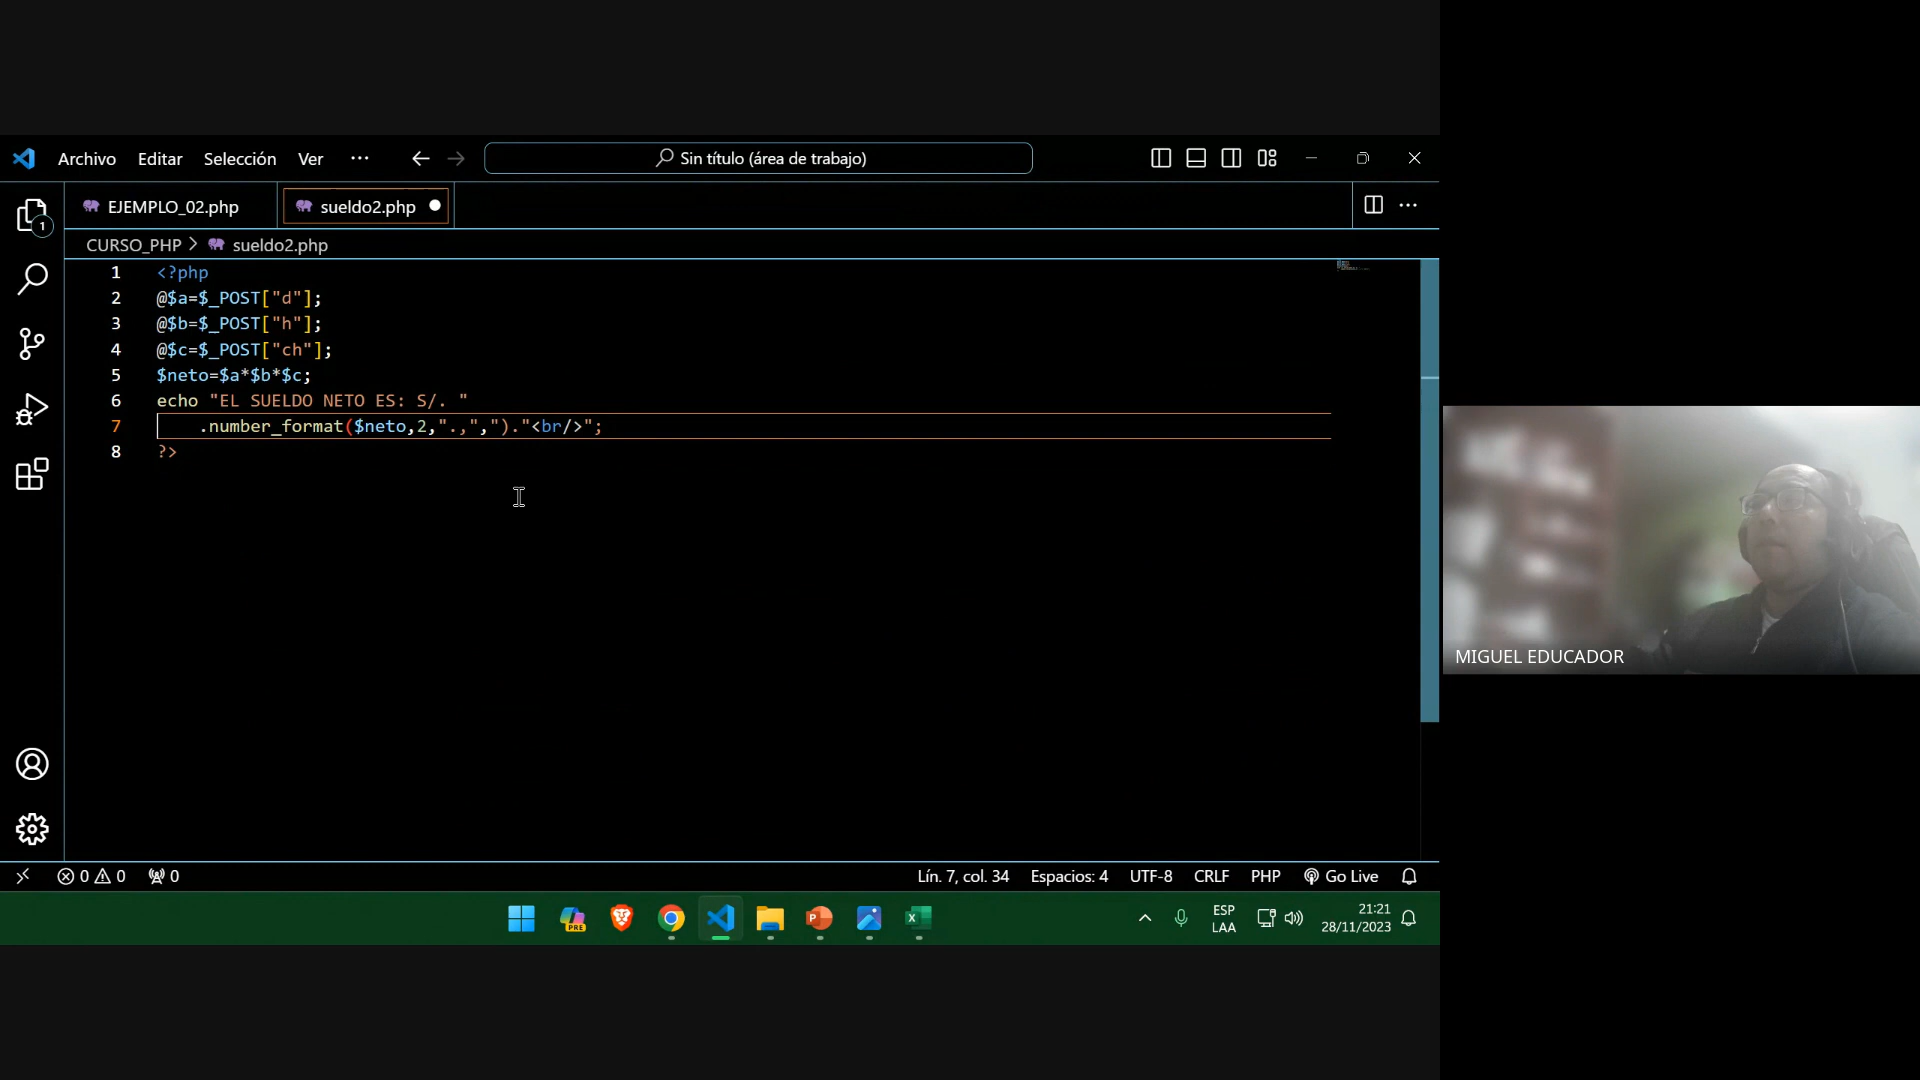 Archivo Editar Selección Ver ··· Sin título (área de trabajo)
EJEMPLO_02.php sueldo2.php
1
CURSO_PHP > sueldo2.php
1 <?php
2 @$a=$_POST["d"];
3 @$b=$_POST["h"];
4 @$c=$_POST["ch"];
5 $neto=$a*$b*$c;
6 echo "EL SUELDO NETO ES: S/. "
7 .number_format($neto,2,".,",",")."<br/>";
8 ?>
MIGUEL EDUCADOR
0 0 0 Lín. 7, col. 34 Espacios: 4 UTF-8 CRLF PHP Go Live
PRE
ESP
LAA
21:21
28/11/2023